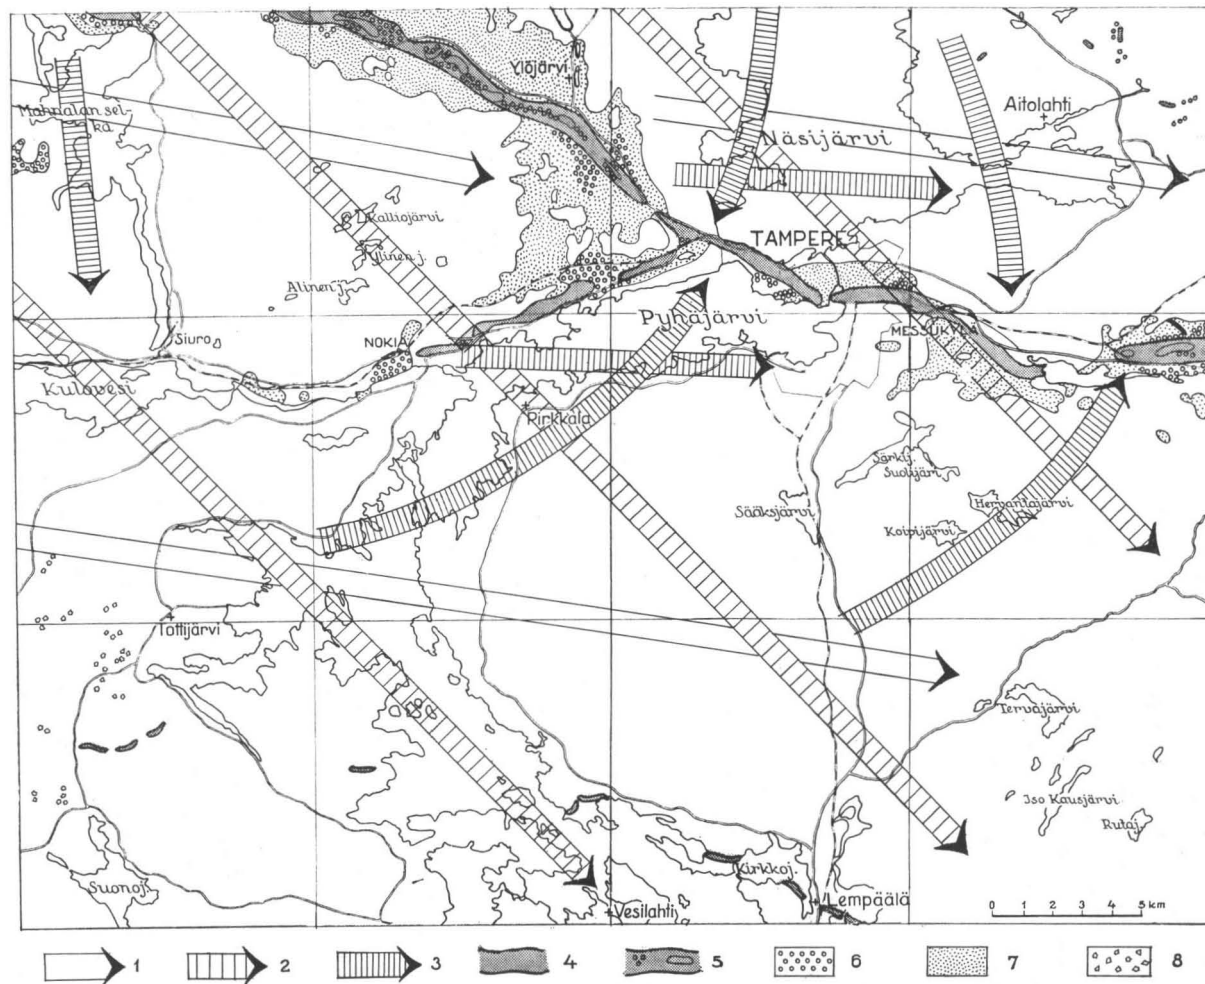 Ylöjärvi
Aitolahti
Mahnalan sel-
kä
Näsijärvi
Kalliojärvi
TAMPERE
Ylinen j.
Alinen j.
Pyhäjärvi
Siuro
NOKIA
MESSUKYLÄ
Kulovesi
Pirkkala
Särkij.
Suolijärvi
Sääksjärvi
Hervantajärvi
Koipijärvi
Tottijärvi
Tervajärvi
Iso Kausjärvi
Rutaj.
Kirkkoj.
Suonoj.
Vesilahti
Lempäälä
0 1 2 3 4 5 km
1 2 3 4 5 6 7 8